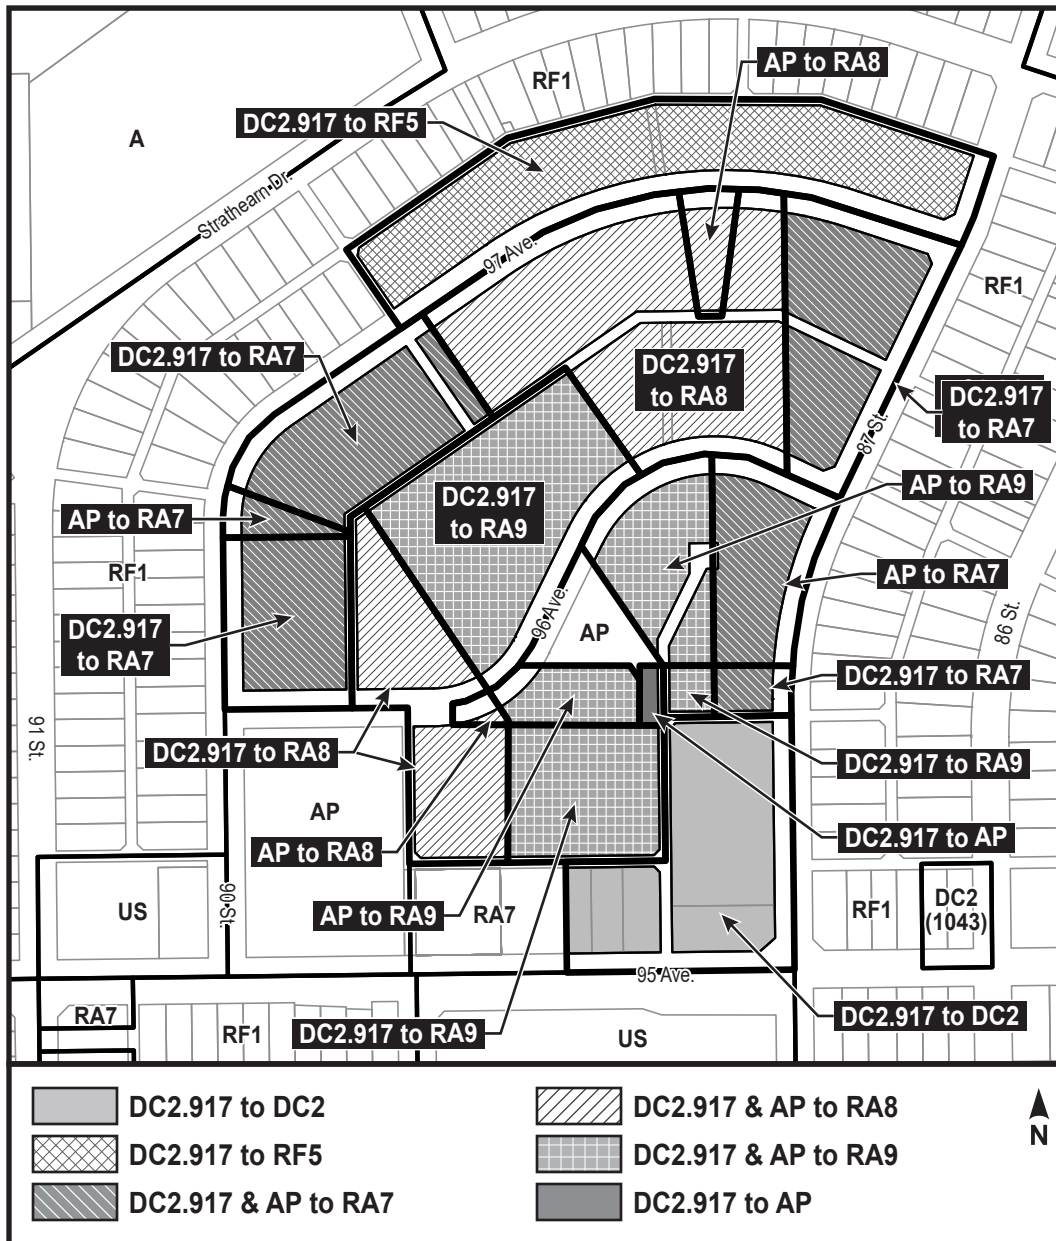 AP to RA8
RF1
DC2.917 to RF5
A
Strathearn Dr.
97 Ave.
RF1
DC2.917 to RA7
DC2.917
to RA8
DC2.917
to RA7
87 St.
AP to RA9
DC2.917
to RA9
AP to RA7
RF1
AP to RA7
96 Ave.
AP
86 St.
DC2.917
to RA7
DC2.917 to RA7
91 St.
DC2.917 to RA8
DC2.917 to RA9
AP
DC2.917 to AP
AP to RA8
US
90 St.
AP to RA9
RA7
RF1
DC2
(1043)
95 Ave.
RA7
RF1
DC2.917 to RA9
US
DC2.917 to DC2
DC2.917 to DC2
DC2.917 to RF5
DC2.917 & AP to RA7
DC2.917 & AP to RA8
DC2.917 & AP to RA9
DC2.917 to AP
N